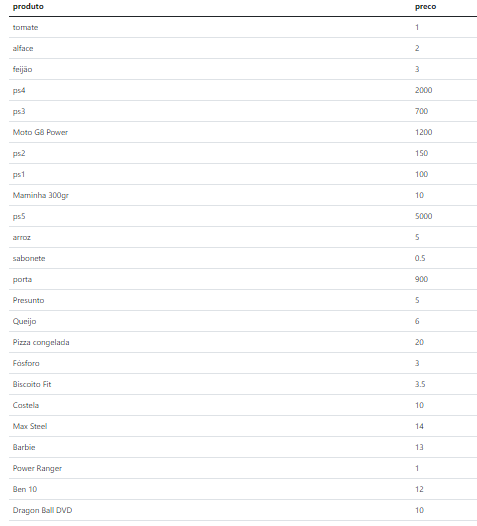 produto preco
tomate 1
alface 2
feijão 3
ps4 2000
ps3 700
Moto G8 Power 1200
ps2 150
ps1 100
Maminha 300gr 10
ps5 5000
arroz 5
sabonete 0.5
porta 900
Presunto 5
Queijo 6
Pizza congelada 20
Fósforo 3
Biscoito Fit 3.5
Costela 10
Max Steel 14
Barbie 13
Power Ranger 1
Ben 10 12
Dragon Ball DVD 10